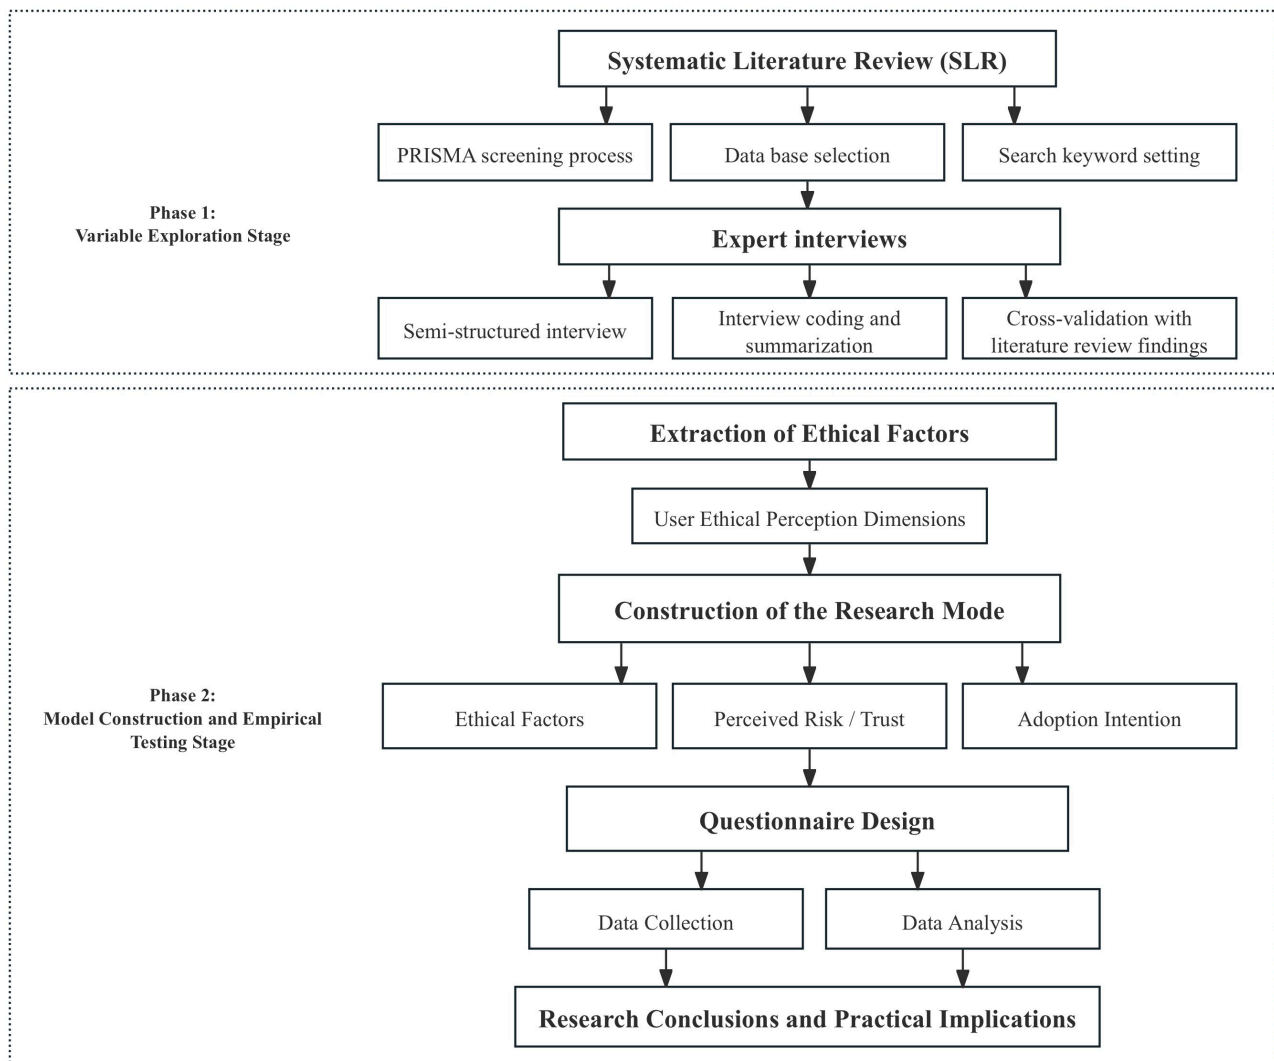 Systematic Literature Review (SLR)
PRISMA screening process
Data base selection
Search keyword setting
Phase 1:
Variable Exploration Stage
Expert interviews
Semi-structured interview
Interview coding and
summarization
Cross-validation with
literature review findings
Extraction of Ethical Factors
User Ethical Perception Dimensions
Construction of the Research Mode
Phase 2:
Model Construction and Empirical
Testing Stage
Ethical Factors
Perceived Risk / Trust
Adoption Intention
Questionnaire Design
Data Collection
Data Analysis
Research Conclusions and Practical Implications